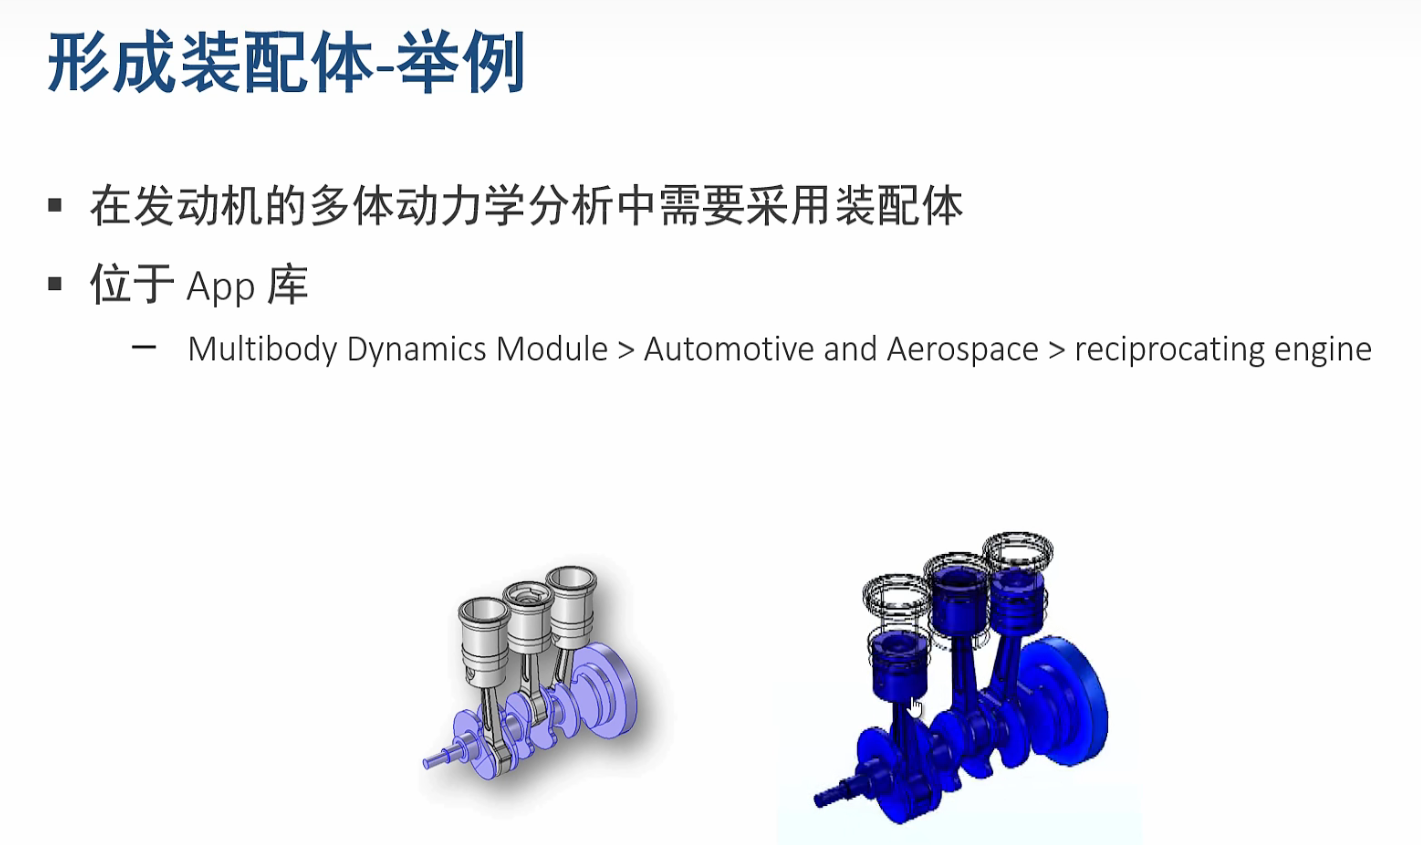 形成装配体-举例
▪ 在发动机的多体动力学分析中需要采用装配体
▪ 位于 App 库
– Multibody Dynamics Module > Automotive and Aerospace > reciprocating engine